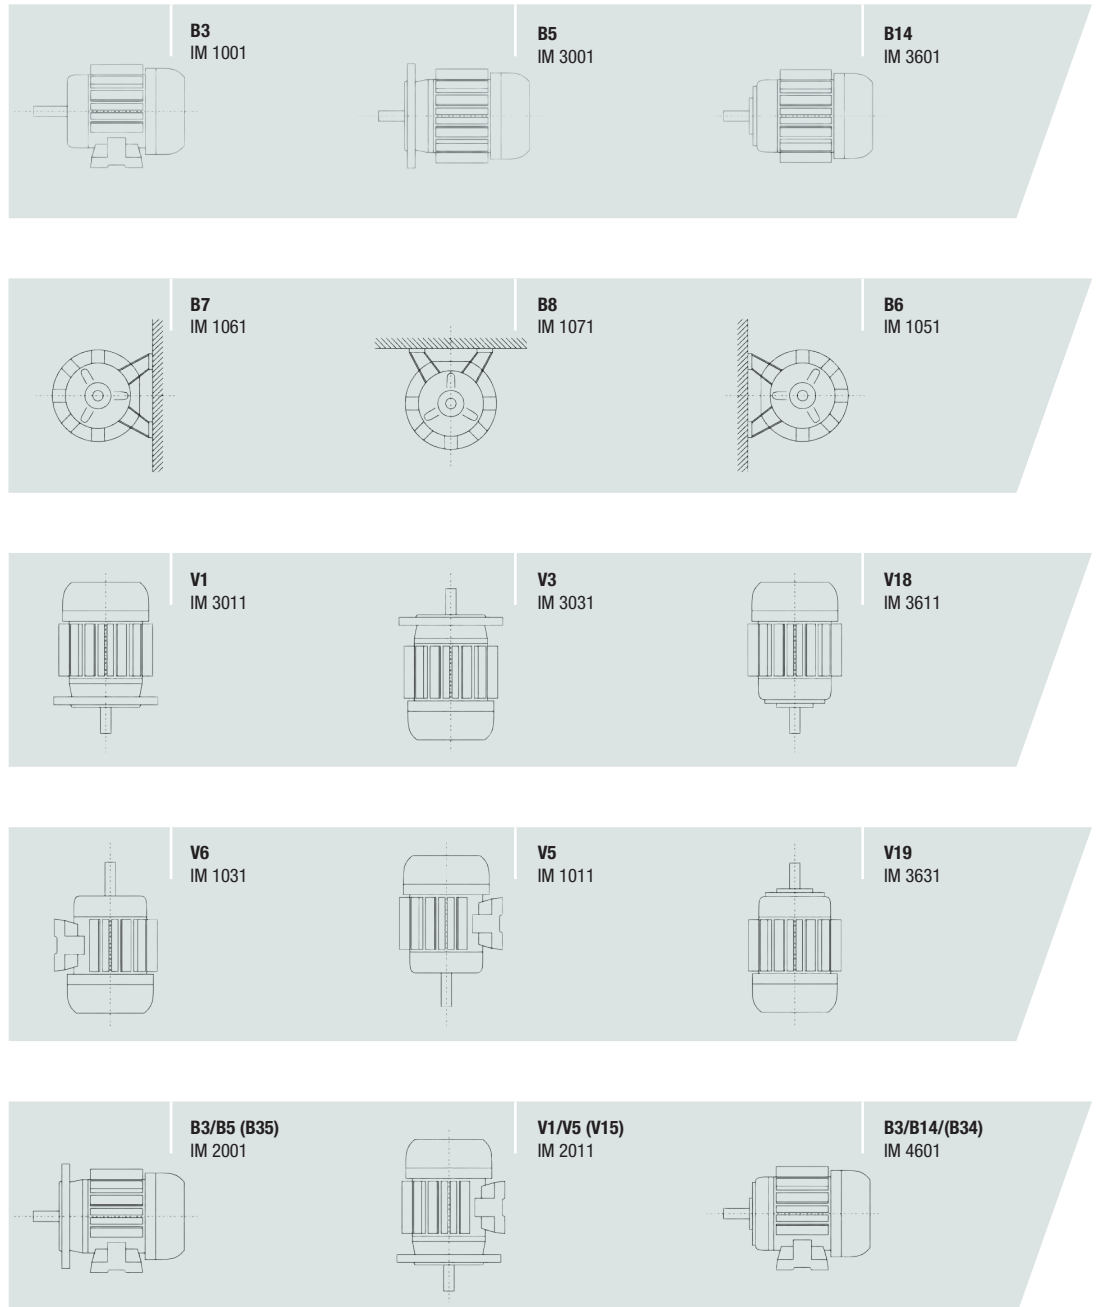 B3
IM 1001
B5
IM 3001
B14
IM 3601
B7
IM 1061
B8
IM 1071
B6
IM 1051
V1
IM 3011
V3
IM 3031
V18
IM 3611
V6
IM 1031
V5
IM 1011
V19
IM 3631
B3/B5 (B35)
IM 2001
V1/V5 (V15)
IM 2011
B3/B14/(B34)
IM 4601